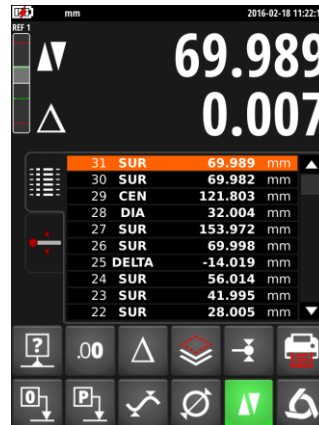 mm 2016-02-18 11:22:1
REF 1
69.989
Δ 0.007
31 SUR 69.989 mm
30 SUR 69.982 mm
29 CEN 121.803 mm
28 DIA 32.004 mm
27 SUR 153.972 mm
26 SUR 69.998 mm
25 DELTA -14.019 mm
24 SUR 56.014 mm
23 SUR 41.995 mm
22 SUR 28.005 mm
? .00 Δ
0 P Ø